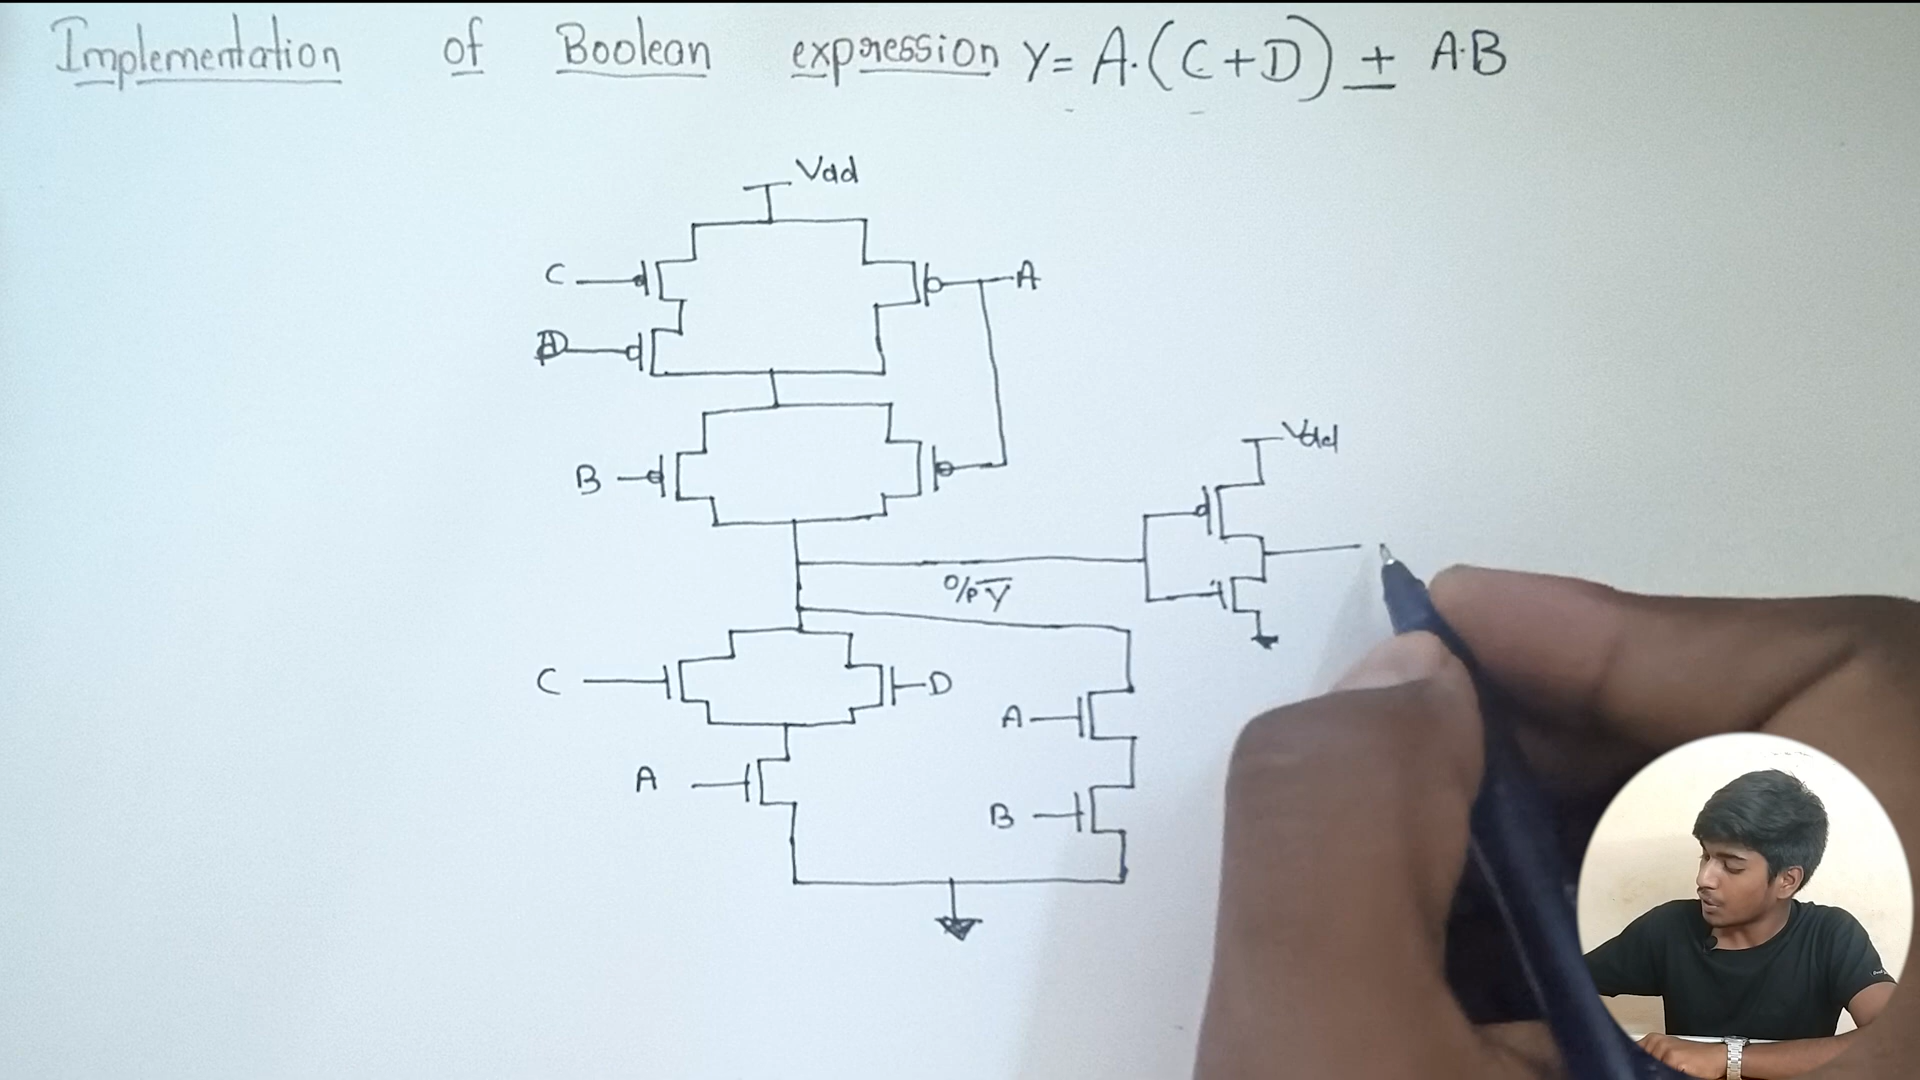 Implementation of Boolean expression Y= A·(C+D) + A·B
Vdd
C
A
D
Vdd
B
O/P Y̅
C
D
A
A
B